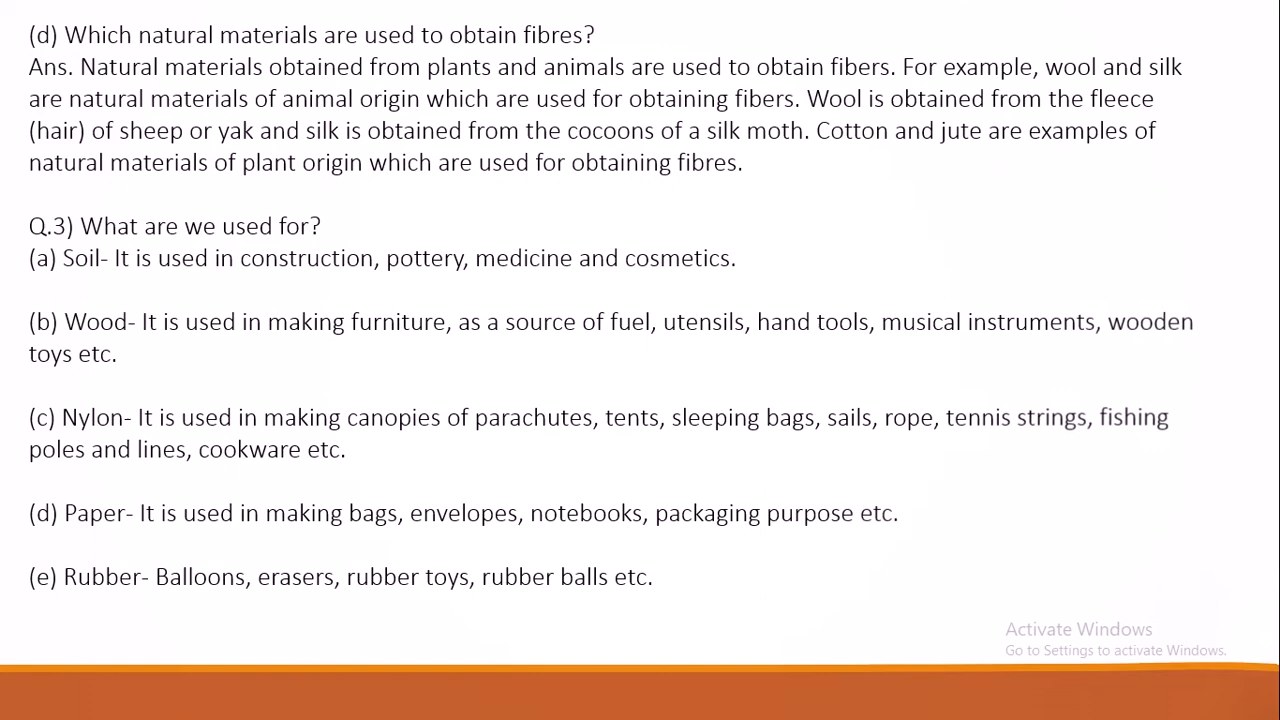 (d) Which natural materials are used to obtain fibres?
Ans. Natural materials obtained from plants and animals are used to obtain fibers. For example, wool and silk
are natural materials of animal origin which are used for obtaining fibers. Wool is obtained from the fleece
(hair) of sheep or yak and silk is obtained from the cocoons of a silk moth. Cotton and jute are examples of
natural materials of plant origin which are used for obtaining fibres.
Q.3) What are we used for?
(a) Soil- It is used in construction, pottery, medicine and cosmetics.
(b) Wood- It is used in making furniture, as a source of fuel, utensils, hand tools, musical instruments, wooden
toys etc.
(c) Nylon- It is used in making canopies of parachutes, tents, sleeping bags, sails, rope, tennis strings, fishing
poles and lines, cookware etc.
(d) Paper- It is used in making bags, envelopes, notebooks, packaging purpose etc.
(e) Rubber- Balloons, erasers, rubber toys, rubber balls etc.
Activate Windows
Go to Settings to activate Windows.